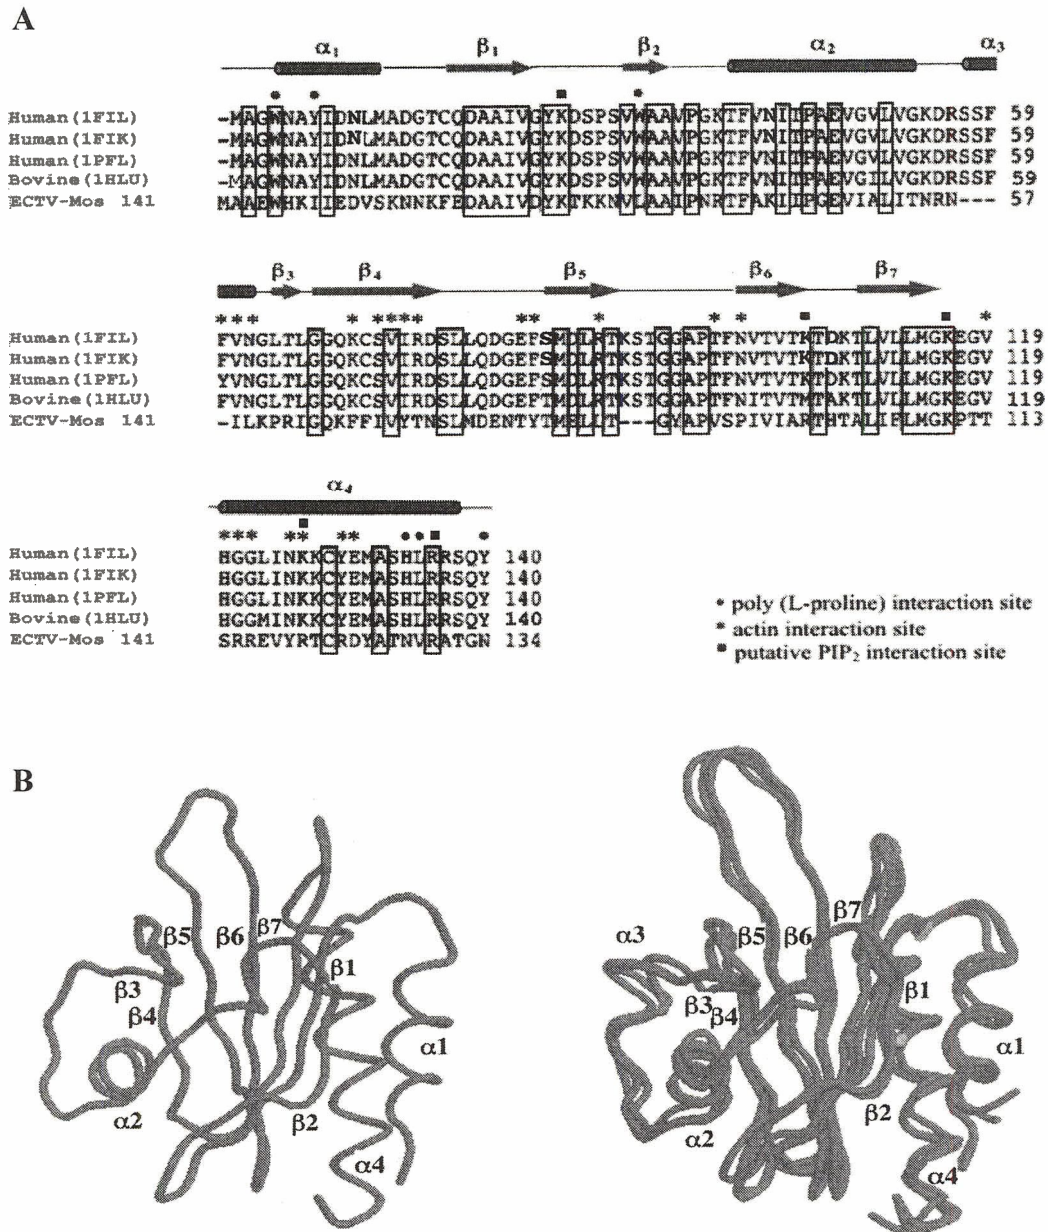 A
α1 β1 β2 α2 α3
Human(1FIL) -MAGWNAYIDNLMADGTCQDAAIVGYKDSPSVWAAVPGKTFVNITPAEVGVLVGKDRSSF 59
Human(1FIK) -MAGWNAYIDNLMADGTCQDAAIVGYKDSPSVWAAVPGKTFVNITPAEVGVLVGKDRSSF 59
Human(1PFL) -MAGWNAYIDNLMADGTCQDAAIVGYKDSPSVWAAVPGKTFVNITPAEVGVLVGKDRSSF 59
Bovine(1HLU) -MAGWNAYIDNLMADGTCQDAAIVGYKDSPSVWAAVPGKTFVNITPAEVGILVGKDRSSF 59
ECTV-Mos 141 MAAEWHKIIEDVSKNNKFEDAAIVDYKTKKNVLAAIPNRTFAKITPGEVIALITNRN--- 57
β3 β4 β5 β6 β7
** * * **** ** * * * *
Human(1FIL) FVNGLTLGGQKCSVIRDSLLQDGEFSMDLRTKSTGGAPTFNVTVTKTDKTLVLLMGKEGV 119
Human(1FIK) FVNGLTLGGQKCSVIRDSLLQDGEFSMDLRTKSTGGAPTFNVTVTKTDKTLVLLMGKEGV 119
Human(1PFL) YVNGLTLGGQKCSVIRDSLLQDGEFSMDLRTKSTGGAPTFNVTVTKTDKTLVLLMGKEGV 119
Bovine(1HLU) FVNGLTLGGQKCSVIRDSLLQDGEFTMDLRTKSTGGAPTFNITVTMTAKTLVLLMGKEGV 119
ECTV-Mos 141 -ILKPRIGQKFFIVYTNSLMDENTYTMSLLT---GYAPVSPIVIARTHTALIFLMGKPTT 113
α4
Human(1FIL) HGGLINKKCYEMASHLRRSQY 140
Human(1FIK) HGGLINKKCYEMASHLRRSQY 140
Human(1PFL) HGGLINKKCYEMASHLRRSQY 140
Bovine(1HLU) HGGMINKKCYEMASHLRRSQY 140
ECTV-Mos 141 SRREVYRTCRDYATNVRATGN 134
• poly (L-proline) interaction site
* actin interaction site
■ putative PIP2 interaction site
B
β5 β6 β7
β1
β3
β4
α1
α2 β2
α4
β7
α3 β5 β6
β1
β3 β4
α1
β2
α2
α4